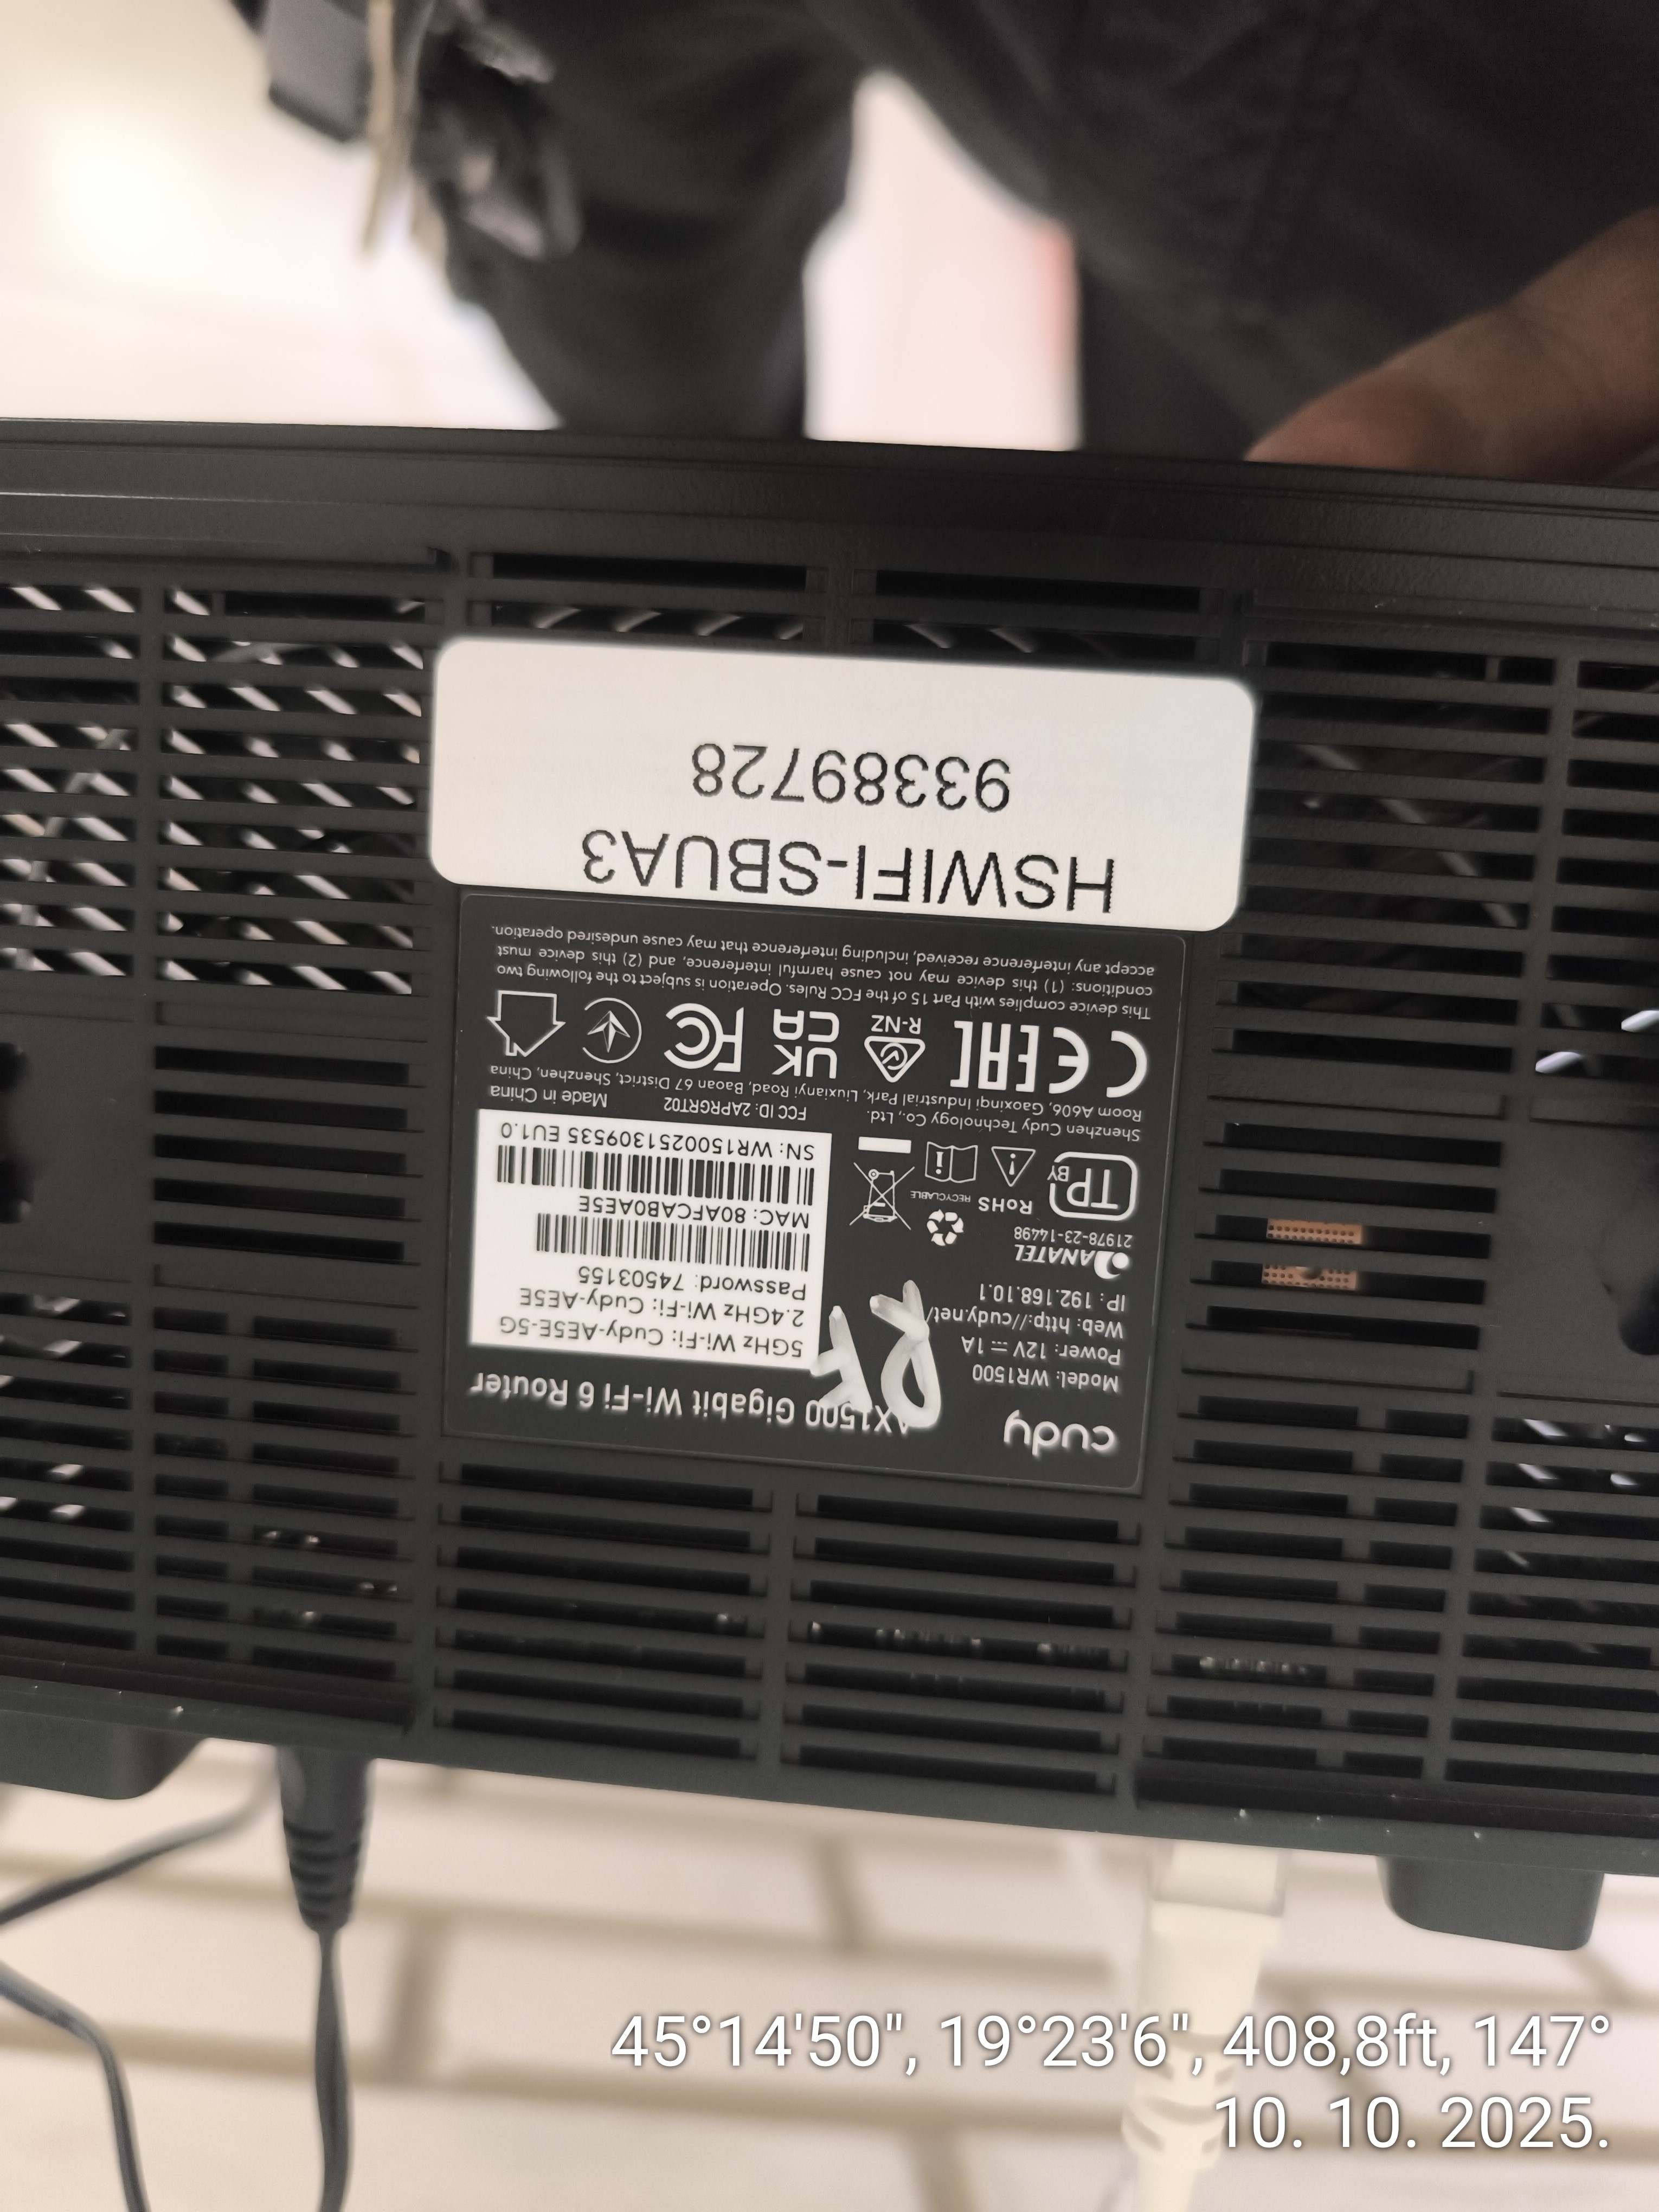 cudy
AX1500 Gigabit Wi-Fi 6 Router
Model: WR1500
Power: 12V ⎓ 1A
Web: http://cudy.net/
IP: 192.168.10.1
ANATEL
21978-23-14498
RF
5GHz Wi-Fi: Cudy-AE5E-5G
2.4GHz Wi-Fi: Cudy-AE5E
Password: 74503155
MAC: 80AFCAB0AE5E
SN: WR1500251309535 EU1.0
TP BY
RoHS
RECYCLABLE
Shenzhen Cudy Technology Co., Ltd.
FCC ID: 2APRGRT02
Made in China
Room A606, Gaoxinqi Industrial Park, Liuxianyi Road, Baoan 67 District, Shenzhen, China
CE EAC R-NZ UK CA FC
This device complies with Part 15 of the FCC Rules. Operation is subject to the following two
conditions: (1) this device may not cause harmful interference, and (2) this device must
accept any interference received, including interference that may cause undesired operation.
HSWIFI-SBUA3
93389728
45°14'50", 19°23'6", 408,8ft, 147°
10. 10. 2025.